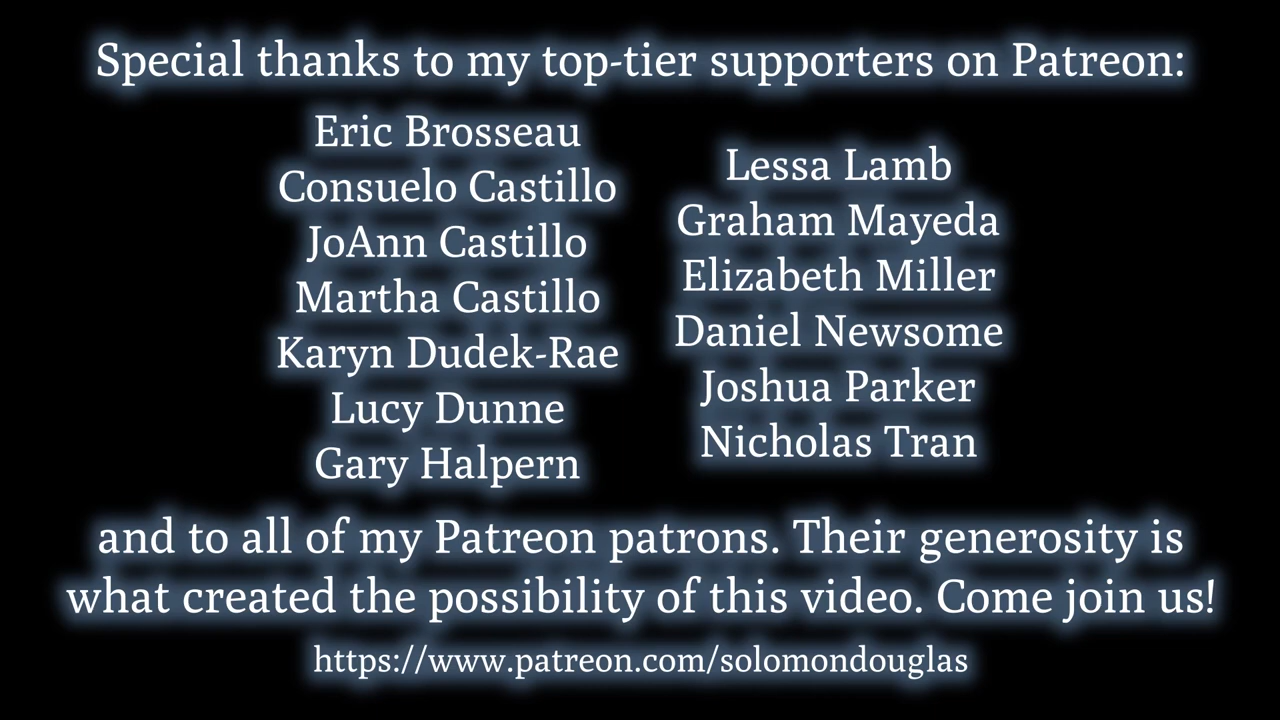 Special thanks to my top-tier supporters on Patreon:
Eric Brosseau
Consuelo Castillo
JoAnn Castillo
Martha Castillo
Karyn Dudek-Rae
Lucy Dunne
Gary Halpern
Lessa Lamb
Graham Mayeda
Elizabeth Miller
Daniel Newsome
Joshua Parker
Nicholas Tran
and to all of my Patreon patrons. Their generosity is
what created the possibility of this video. Come join us!
https://www.patreon.com/solomondouglas